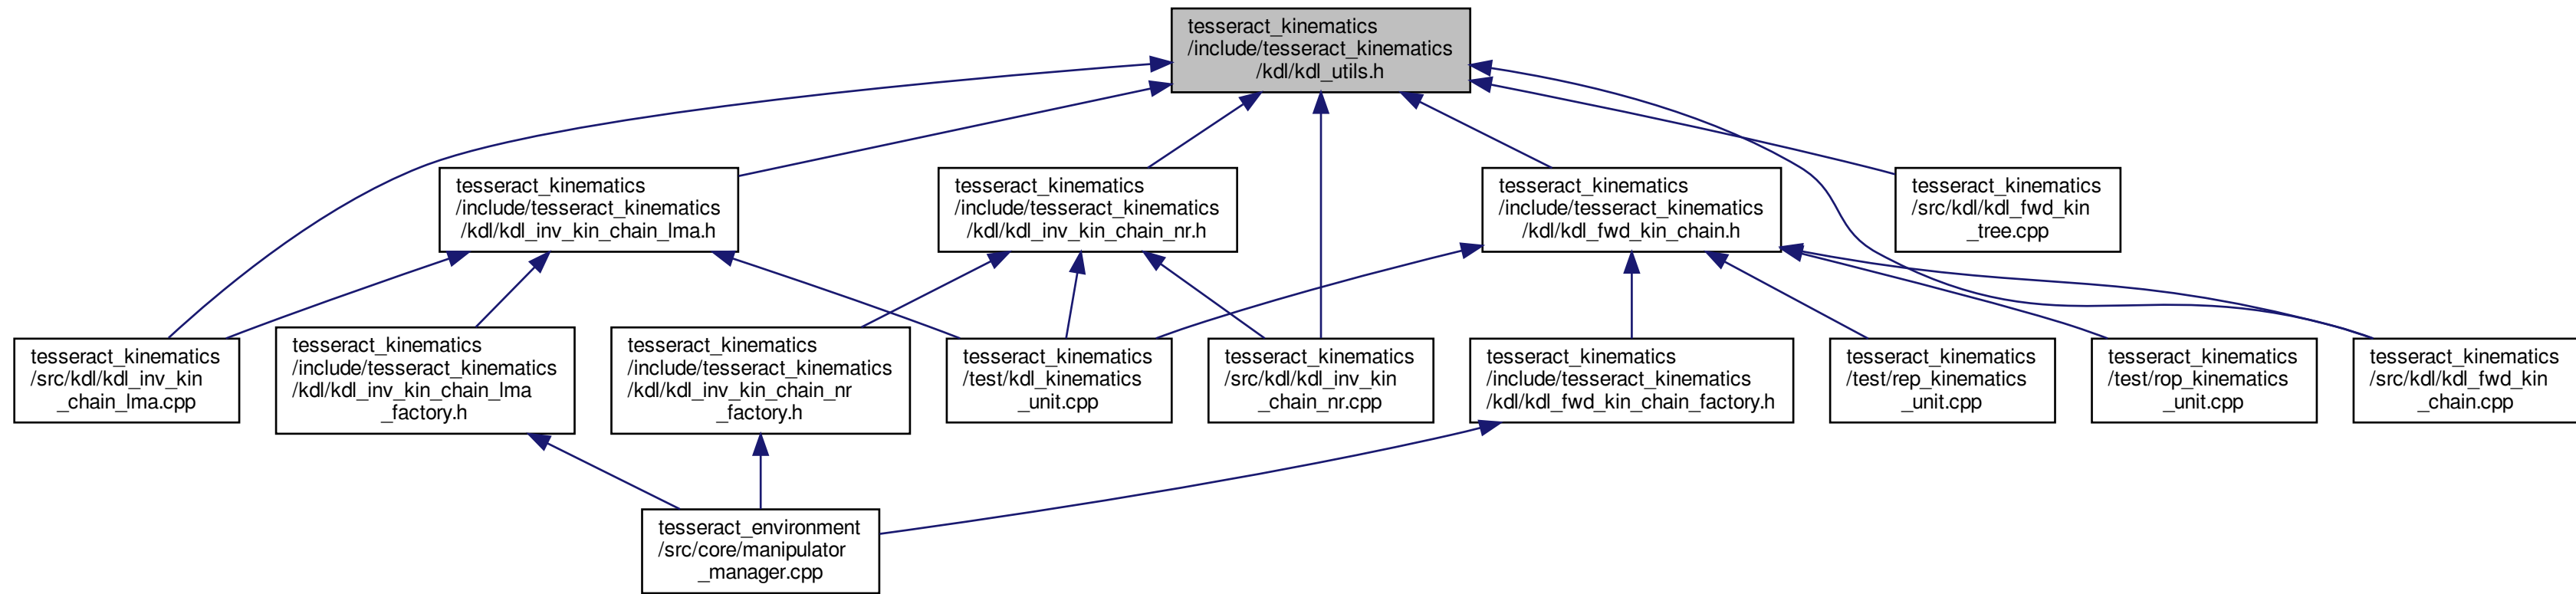 tesseract_kinematics
/include/tesseract_kinematics
/kdl/kdl_utils.h
tesseract_kinematics
/include/tesseract_kinematics
/kdl/kdl_inv_kin_chain_lma.h
tesseract_kinematics
/include/tesseract_kinematics
/kdl/kdl_inv_kin_chain_nr.h
tesseract_kinematics
/include/tesseract_kinematics
/kdl/kdl_fwd_kin_chain.h
tesseract_kinematics
/src/kdl/kdl_fwd_kin
_tree.cpp
tesseract_kinematics
/src/kdl/kdl_inv_kin
_chain_lma.cpp
tesseract_kinematics
/include/tesseract_kinematics
/kdl/kdl_inv_kin_chain_lma
_factory.h
tesseract_kinematics
/include/tesseract_kinematics
/kdl/kdl_inv_kin_chain_nr
_factory.h
tesseract_kinematics
/test/kdl_kinematics
_unit.cpp
tesseract_kinematics
/src/kdl/kdl_inv_kin
_chain_nr.cpp
tesseract_kinematics
/include/tesseract_kinematics
/kdl/kdl_fwd_kin_chain_factory.h
tesseract_kinematics
/test/rep_kinematics
_unit.cpp
tesseract_kinematics
/test/rop_kinematics
_unit.cpp
tesseract_kinematics
/src/kdl/kdl_fwd_kin
_chain.cpp
tesseract_environment
/src/core/manipulator
_manager.cpp